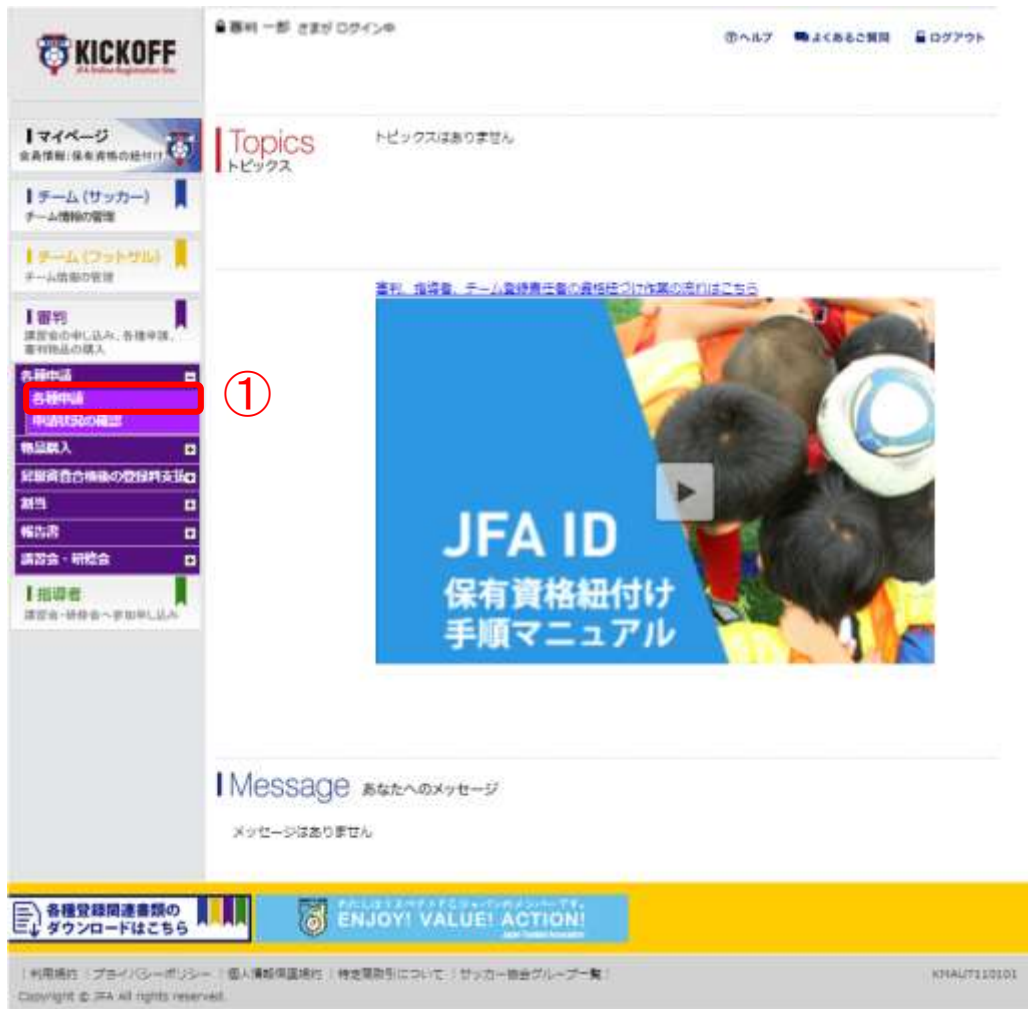 KICKOFF
JFA Online Registration Site
審判 一郎 さまが ログイン中
ヘルプ
よくあるご質問
ログアウト
マイページ
会員情報・保有資格の紐付け
チーム (サッカー)
チーム情報の管理
チーム (フットサル)
チーム情報の管理
審判
講習会の申し込み、各種申請、
審判物品の購入
各種申請
各種申請
申請状況の確認
物品購入
昇級審査合格後の登録料支払
割当
報告書
講習会・研修会
指導者
講習会・研修会へ参加申し込み
①
Topics
トピックス
トピックスはありません
審判、指導者、チーム登録責任者の資格紐づけ作業の流れはこちら
JFA ID
保有資格紐付け
手順マニュアル
Message
あなたへのメッセージ
メッセージはありません
各種登録関連書類の
ダウンロードはこちら
ENJOY! VALUE! ACTION!
| 利用規約 | プライバシーポリシー | 個人情報保護規約 | 特定商取引について | サッカー協会グループ一覧 |
KMAU7110101
Copyright © JFA All rights reserved.